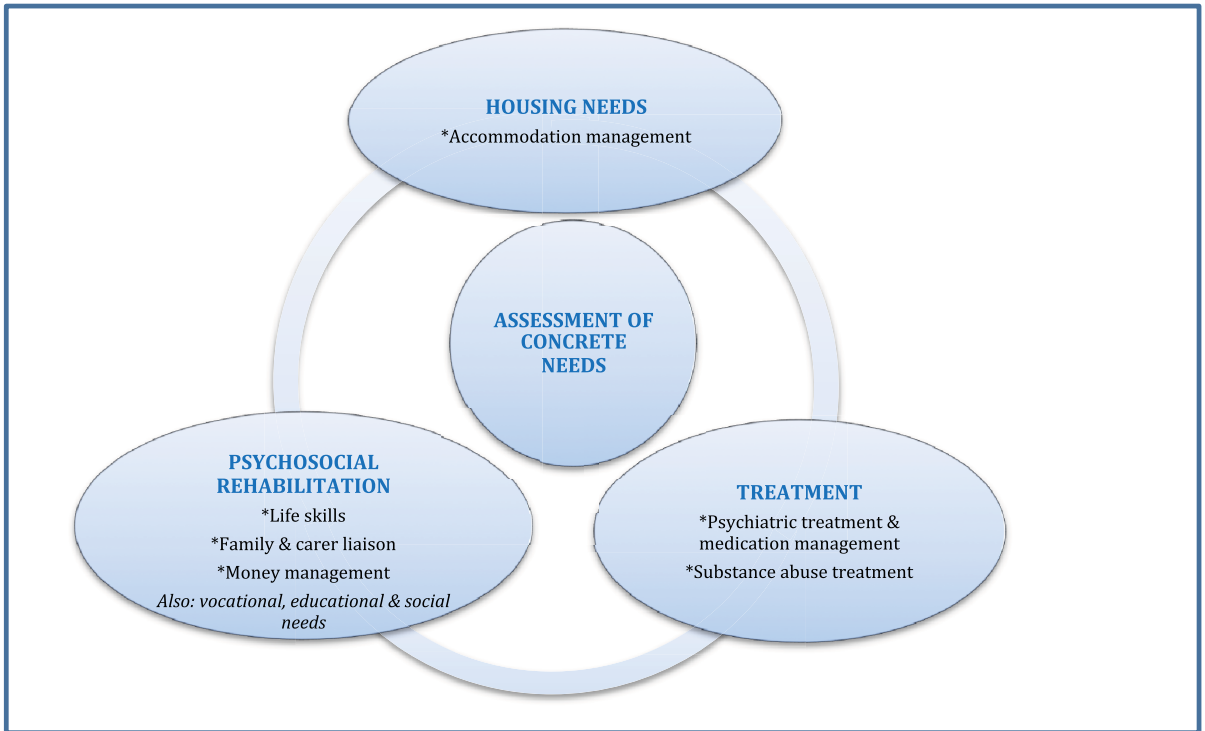 HOUSING NEEDS
*Accommodation management
ASSESSMENT OF
CONCRETE
NEEDS
PSYCHOSOCIAL
REHABILITATION
*Life skills
*Family & carer liaison
*Money management
Also: vocational, educational & social
needs
TREATMENT
*Psychiatric treatment &
medication management
*Substance abuse treatment